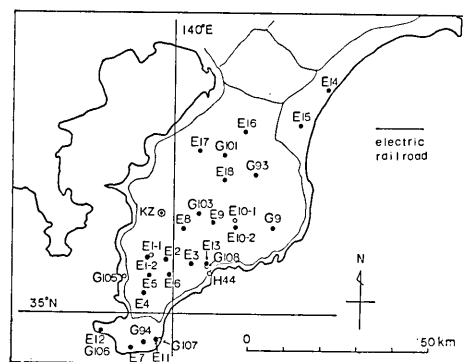 140°E
E14
E15
electric
railroad
E16
E17
G101
E18
G93
G103
KZ
E8
E9
E10-1
G9
E10-2
E13
E1-1
E2
E3
G108
E1-2
G105
E5
E6
H44
E4
N
35°N
G94
E12
G107
0
50km
G106
E7
E11